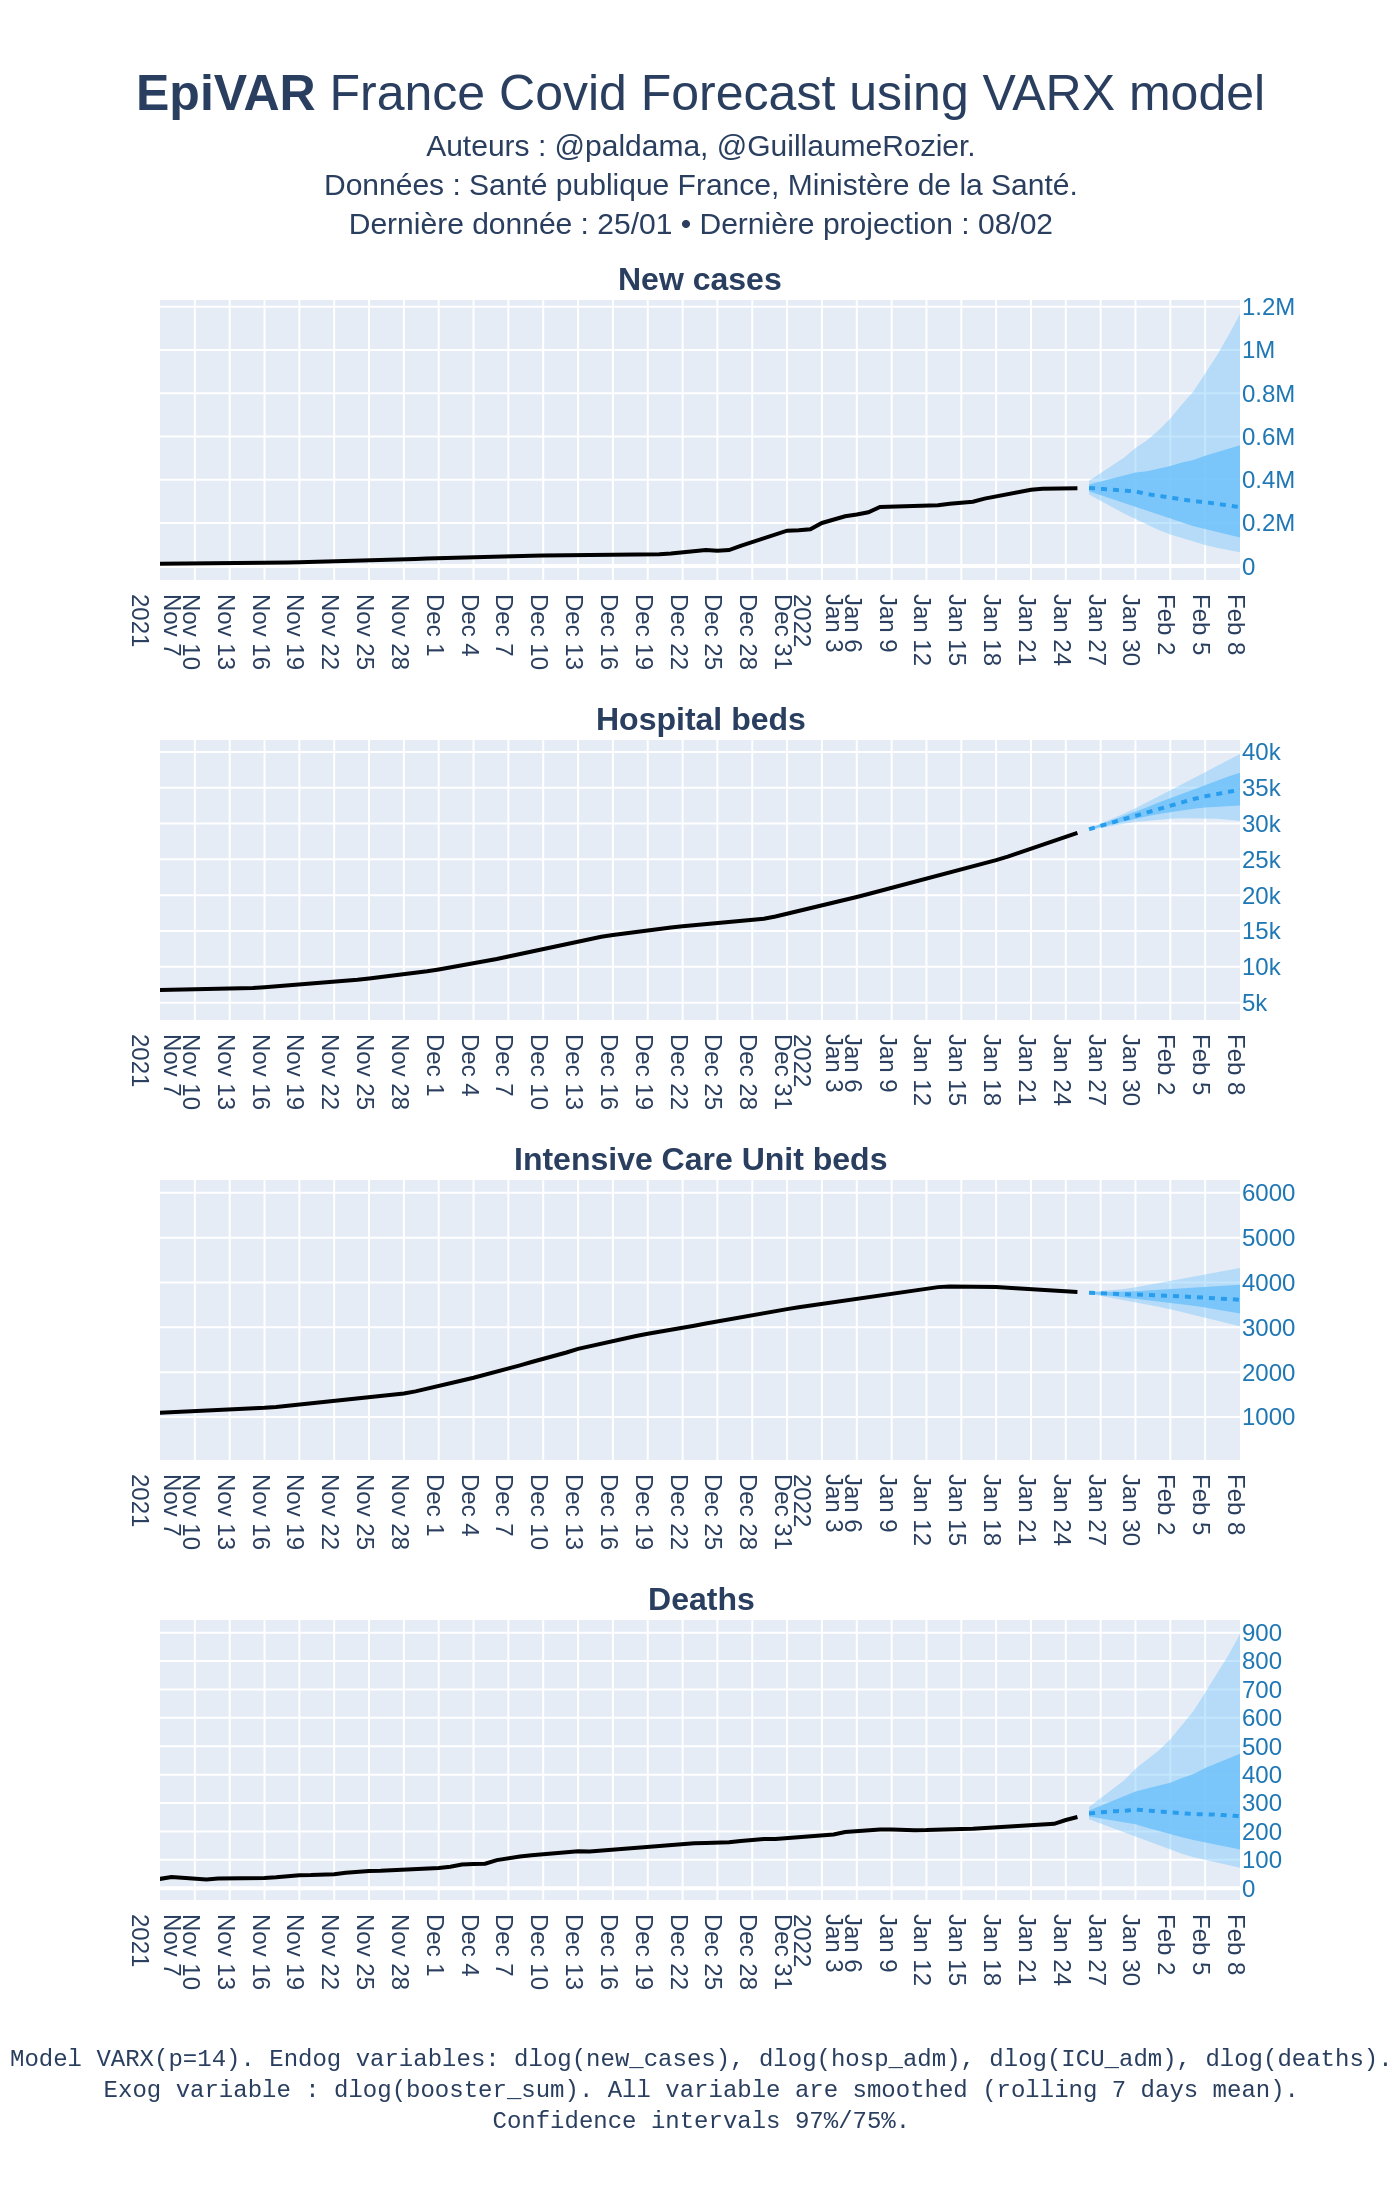 EpiVAR France Covid Forecast using VARX model
Auteurs : @paldama, @GuillaumeRozier.
Données : Santé publique France, Ministère de la Santé.
Dernière donnée : 25/01 • Dernière projection : 08/02
New cases
1.2M
1M
0.8M
0.6M
0.4M
0.2M
0
Nov 7
2021
Nov 10
Nov 13
Nov 16
Nov 19
Nov 22
Nov 25
Nov 28
Dec 1
Dec 4
Dec 7
Dec 10
Dec 13
Dec 16
Dec 19
Dec 22
Dec 25
Dec 28
Dec 31
Jan 3
2022
Jan 6
Jan 9
Jan 12
Jan 15
Jan 18
Jan 21
Jan 24
Jan 27
Jan 30
Feb 2
Feb 5
Feb 8
Hospital beds
40k
35k
30k
25k
20k
15k
10k
5k
Nov 7
2021
Nov 10
Nov 13
Nov 16
Nov 19
Nov 22
Nov 25
Nov 28
Dec 1
Dec 4
Dec 7
Dec 10
Dec 13
Dec 16
Dec 19
Dec 22
Dec 25
Dec 28
Dec 31
Jan 3
2022
Jan 6
Jan 9
Jan 12
Jan 15
Jan 18
Jan 21
Jan 24
Jan 27
Jan 30
Feb 2
Feb 5
Feb 8
Intensive Care Unit beds
6000
5000
4000
3000
2000
1000
Nov 7
2021
Nov 10
Nov 13
Nov 16
Nov 19
Nov 22
Nov 25
Nov 28
Dec 1
Dec 4
Dec 7
Dec 10
Dec 13
Dec 16
Dec 19
Dec 22
Dec 25
Dec 28
Dec 31
Jan 3
2022
Jan 6
Jan 9
Jan 12
Jan 15
Jan 18
Jan 21
Jan 24
Jan 27
Jan 30
Feb 2
Feb 5
Feb 8
Deaths
900
800
700
600
500
400
300
200
100
0
Nov 7
2021
Nov 10
Nov 13
Nov 16
Nov 19
Nov 22
Nov 25
Nov 28
Dec 1
Dec 4
Dec 7
Dec 10
Dec 13
Dec 16
Dec 19
Dec 22
Dec 25
Dec 28
Dec 31
Jan 3
2022
Jan 6
Jan 9
Jan 12
Jan 15
Jan 18
Jan 21
Jan 24
Jan 27
Jan 30
Feb 2
Feb 5
Feb 8
Model VARX(p=14). Endog variables: dlog(new_cases), dlog(hosp_adm), dlog(ICU_adm), dlog(deaths).
Exog variable : dlog(booster_sum). All variable are smoothed (rolling 7 days mean).
Confidence intervals 97%/75%.